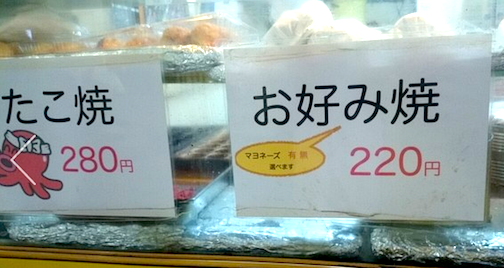 たこ焼
280円
お好み焼
マヨネーズ 有 無
選べます
220円